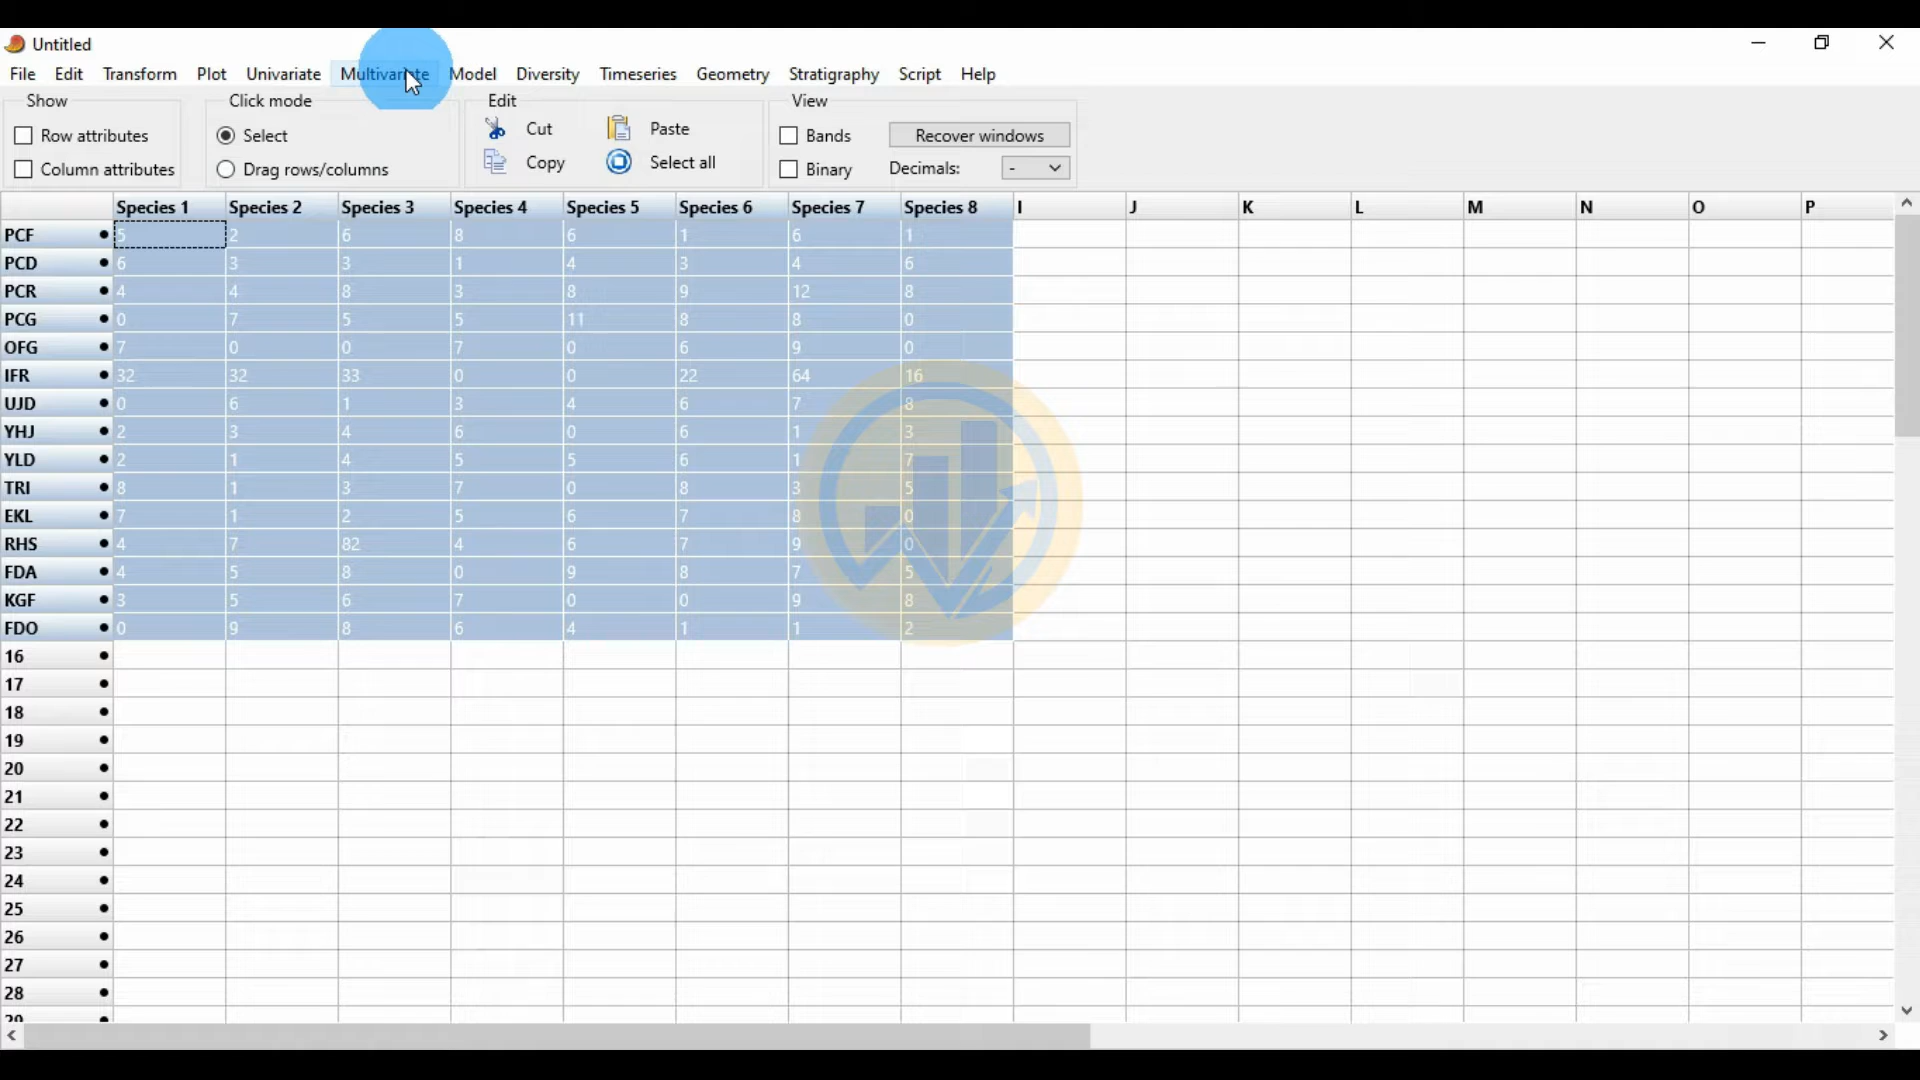 Untitled
File Edit Transform Plot Univariate Multivariate Model Diversity Timeseries Geometry Stratigraphy Script Help
Show Click mode Edit View
Row attributes Select Cut Paste Bands Recover windows
Column attributes Drag rows/columns Copy Select all Binary Decimals: -
Species 1 Species 2 Species 3 Species 4 Species 5 Species 6 Species 7 Species 8 I J K L M N O P
PCF 5 2 6 8 6 1 6 1
PCD 6 3 3 1 4 3 4 6
PCR 4 4 8 3 8 9 12 8
PCG 0 7 5 5 11 8 8 0
OFG 7 0 0 7 0 6 9 0
IFR 32 32 33 0 0 22 64 16
UJD 0 6 1 3 4 6 7 8
YHJ 2 3 4 6 0 6 1 3
YLD 2 1 4 5 5 6 1 7
TRI 8 1 3 7 0 8 3 5
EKL 7 1 2 5 6 7 8 0
RHS 4 7 82 4 6 7 9 0
FDA 4 5 8 0 9 8 7 5
KGF 3 5 6 7 0 0 9 8
FDO 0 9 8 6 4 1 1 2
16
17
18
19
20
21
22
23
24
25
26
27
28
29